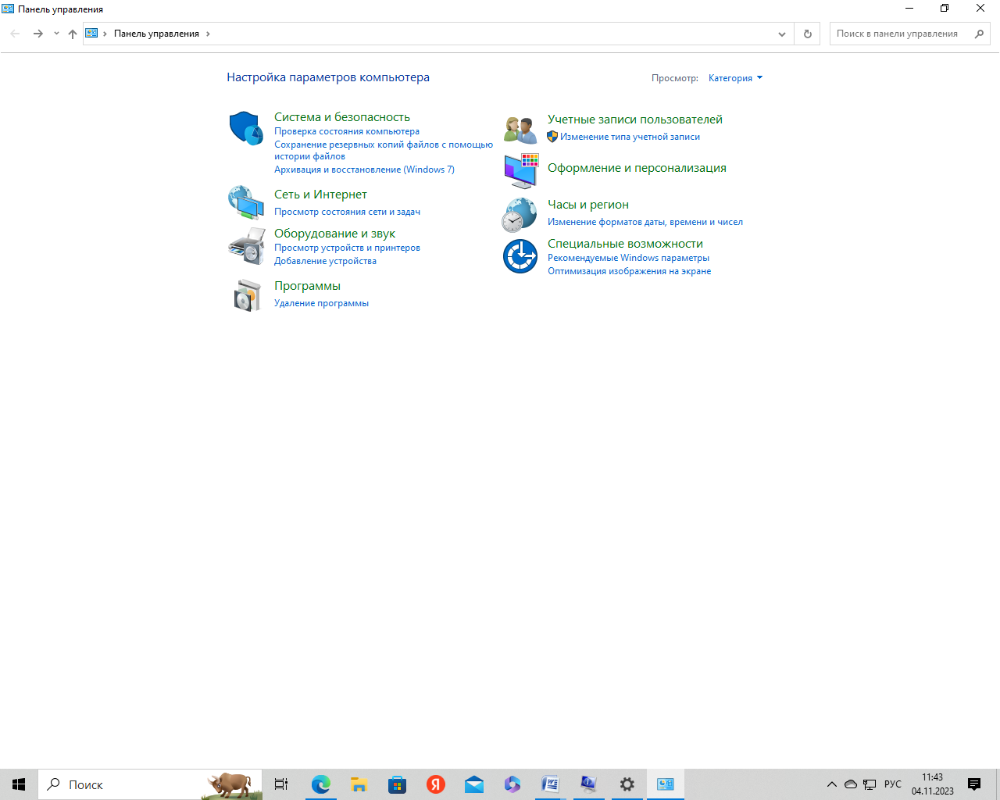 Панель управления
Панель управления
Поиск в панели управления
Настройка параметров компьютера
Просмотр: Категория
Система и безопасность
Проверка состояния компьютера
Сохранение резервных копий файлов с помощью
истории файлов
Архивация и восстановление (Windows 7)
Сеть и Интернет
Просмотр состояния сети и задач
Оборудование и звук
Просмотр устройств и принтеров
Добавление устройства
Программы
Удаление программы
Учетные записи пользователей
Изменение типа учетной записи
Оформление и персонализация
Часы и регион
Изменение форматов даты, времени и чисел
Специальные возможности
Рекомендуемые Windows параметры
Оптимизация изображения на экране
Поиск
Я
W
РУС
11:43
04.11.2023